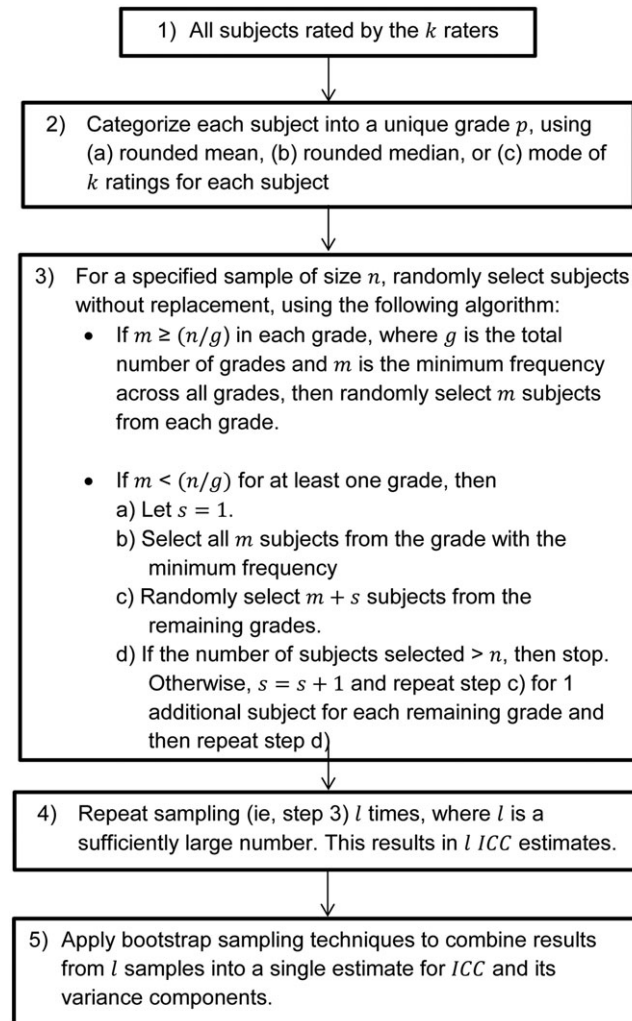 1) All subjects rated by the k raters
2) Categorize each subject into a unique grade p, using
(a) rounded mean, (b) rounded median, or (c) mode of
k ratings for each subject
3) For a specified sample of size n, randomly select subjects
without replacement, using the following algorithm:
• If m ≥ (n/g) in each grade, where g is the total
number of grades and m is the minimum frequency
across all grades, then randomly select m subjects
from each grade.
• If m < (n/g) for at least one grade, then
a) Let s = 1.
b) Select all m subjects from the grade with the
minimum frequency
c) Randomly select m + s subjects from the
remaining grades.
d) If the number of subjects selected > n, then stop.
Otherwise, s = s + 1 and repeat step c) for 1
additional subject for each remaining grade and
then repeat step d)
4) Repeat sampling (ie, step 3) l times, where l is a
sufficiently large number. This results in l ICC estimates.
5) Apply bootstrap sampling techniques to combine results
from l samples into a single estimate for ICC and its
variance components.